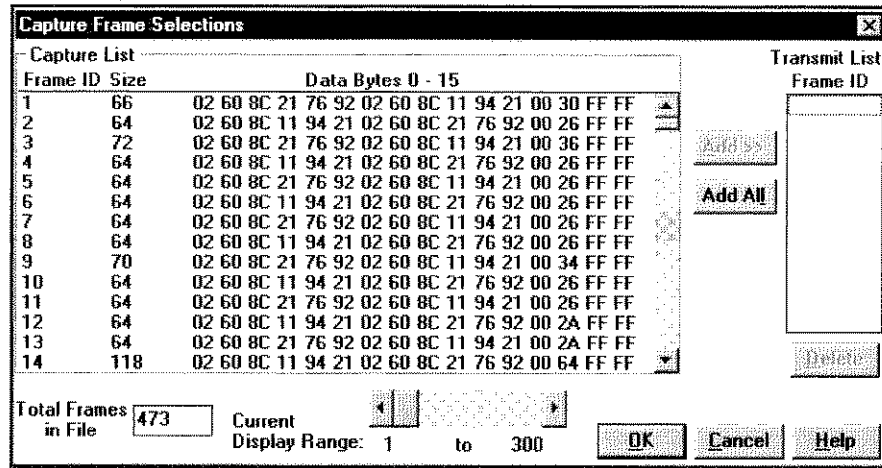 Capture Frame Selections
Capture List
Frame ID Size Data Bytes 0 - 15
1 66 02 60 8C 21 76 92 02 60 8C 11 94 21 00 30 FF FF
2 64 02 60 8C 11 94 21 02 60 8C 21 76 92 00 26 FF FF
3 72 02 60 8C 21 76 92 02 60 8C 11 94 21 00 36 FF FF
4 64 02 60 8C 11 94 21 02 60 8C 21 76 92 00 26 FF FF
5 64 02 60 8C 21 76 92 02 60 8C 11 94 21 00 26 FF FF
6 64 02 60 8C 11 94 21 02 60 8C 21 76 92 00 26 FF FF
7 64 02 60 8C 21 76 92 02 60 8C 11 94 21 00 26 FF FF
8 64 02 60 8C 11 94 21 02 60 8C 21 76 92 00 26 FF FF
9 70 02 60 8C 21 76 92 02 60 8C 11 94 21 00 34 FF FF
10 64 02 60 8C 11 94 21 02 60 8C 21 76 92 00 26 FF FF
11 64 02 60 8C 21 76 92 02 60 8C 11 94 21 00 26 FF FF
12 64 02 60 8C 11 94 21 02 60 8C 21 76 92 00 2A FF FF
13 64 02 60 8C 21 76 92 02 60 8C 11 94 21 00 2A FF FF
14 118 02 60 8C 11 94 21 02 60 8C 21 76 92 00 64 FF FF
Transmit List
Frame ID
Add >>
Add All
Delete
Total Frames in File 473
Current Display Range: 1 to 300
OK Cancel Help